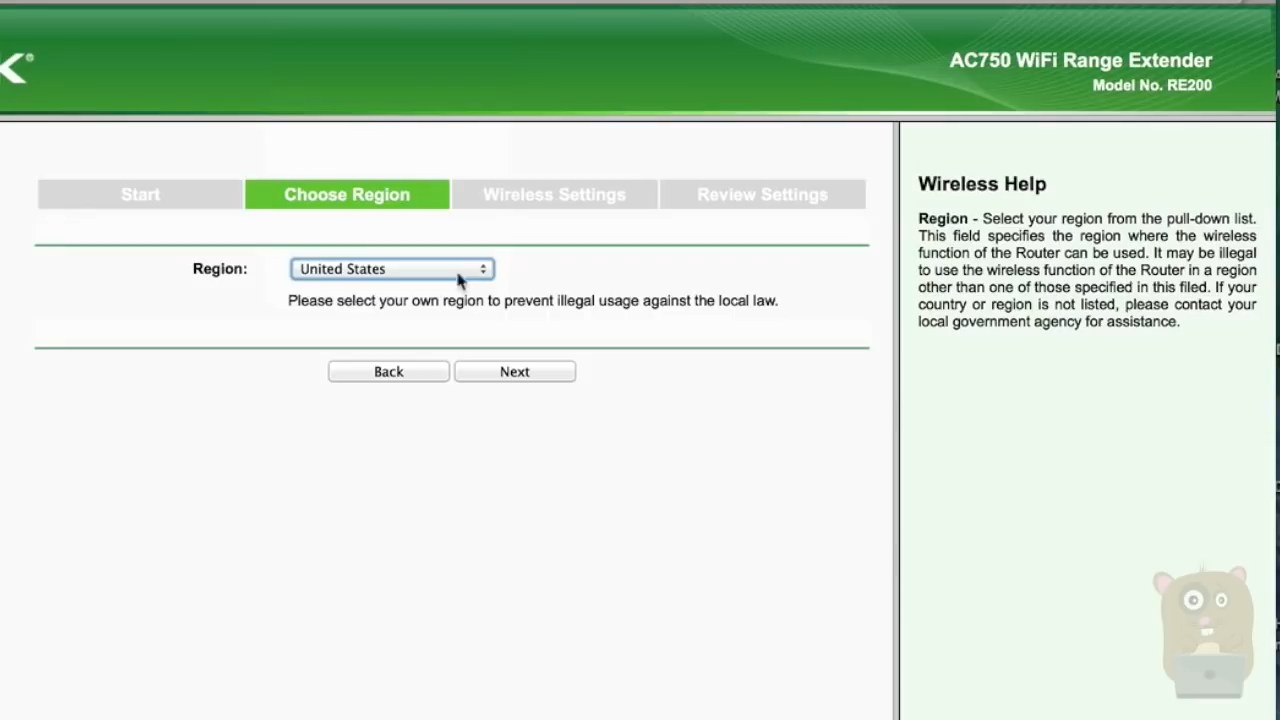 K®
AC750 WiFi Range Extender
Model No. RE200
Start
Choose Region
Wireless Settings
Review Settings
Region:
United States
Please select your own region to prevent illegal usage against the local law.
Back
Next
Wireless Help
Region - Select your region from the pull-down list.
This field specifies the region where the wireless
function of the Router can be used. It may be illegal
to use the wireless function of the Router in a region
other than one of those specified in this filed. If your
country or region is not listed, please contact your
local government agency for assistance.